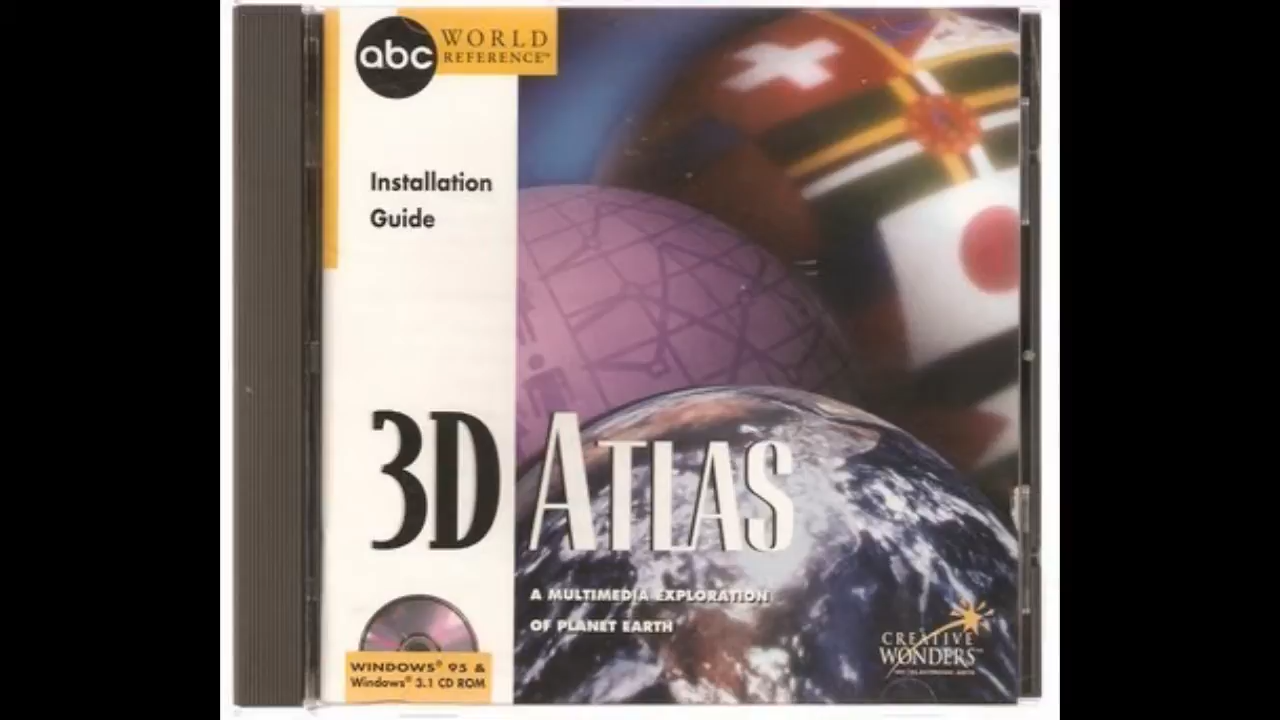 abc
WORLD
REFERENCE™
Installation
Guide
3D ATLAS
A MULTIMEDIA EXPLORATION
OF PLANET EARTH
WINDOWS® 95 &
Windows® 3.1 CD ROM
CREATIVE
WONDERS™